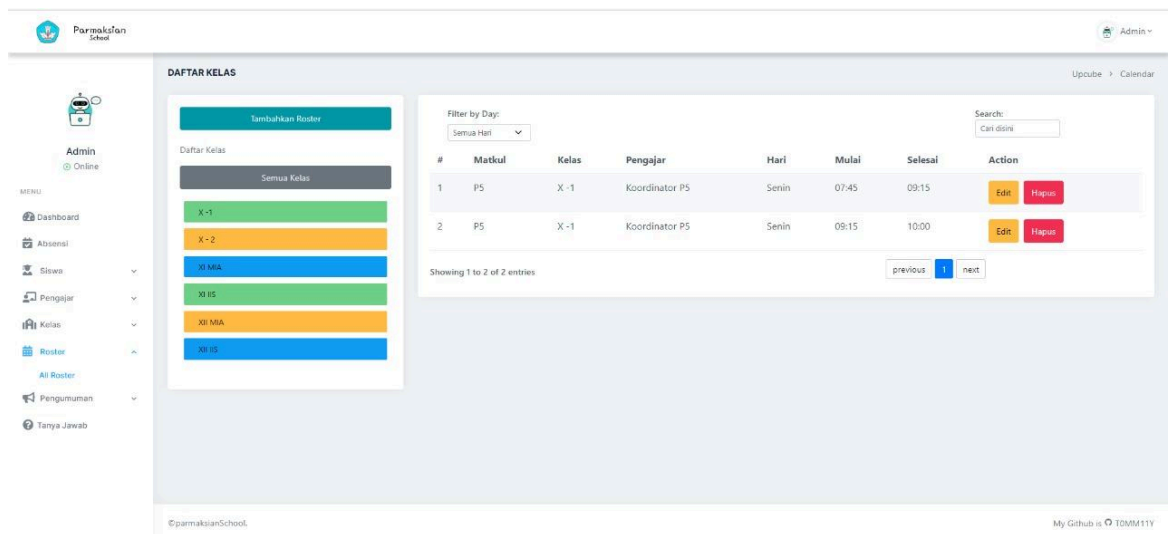 Parmaksian
School
Admin
DAFTAR KELAS
Upcube > Calendar
Admin
Online
MENU
Dashboard
Absensi
Siswa
Pengajar
Kelas
Roster
All Roster
Pengumuman
Tanya Jawab
Tambahkan Roster
Daftar Kelas
Semua Kelas
X -1
X - 2
XI MIA
XI IIS
XII MIA
XII IIS
Filter by Day:
Semua Hari
Search:
Cari disini
# Matkul Kelas Pengajar Hari Mulai Selesai Action
1 P5 X -1 Koordinator P5 Senin 07:45 09:15 Edit Hapus
2 P5 X -1 Koordinator P5 Senin 09:15 10:00 Edit Hapus
Showing 1 to 2 of 2 entries
previous 1 next
©parmaksianSchool.
My Github is T0MM11Y